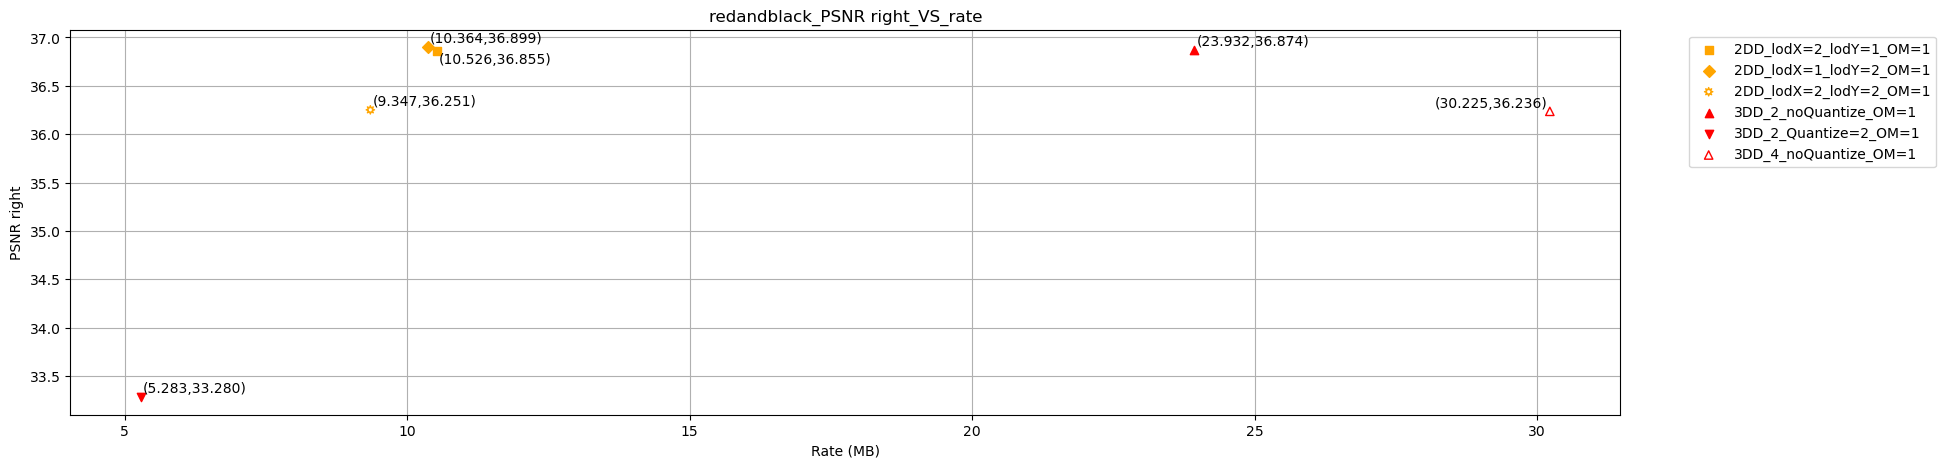 redandblack_PSNR right_VS_rate
37.0
36.5
36.0
35.5
35.0
34.5
34.0
33.5
PSNR right
(10.364,36.899)
(10.526,36.855)
(23.932,36.874)
(9.347,36.251)
(30.225,36.236)
(5.283,33.280)
5
10
15
20
25
30
Rate (MB)
2DD_lodX=2_lodY=1_OM=1
2DD_lodX=1_lodY=2_OM=1
2DD_lodX=2_lodY=2_OM=1
3DD_2_noQuantize_OM=1
3DD_2_Quantize=2_OM=1
3DD_4_noQuantize_OM=1